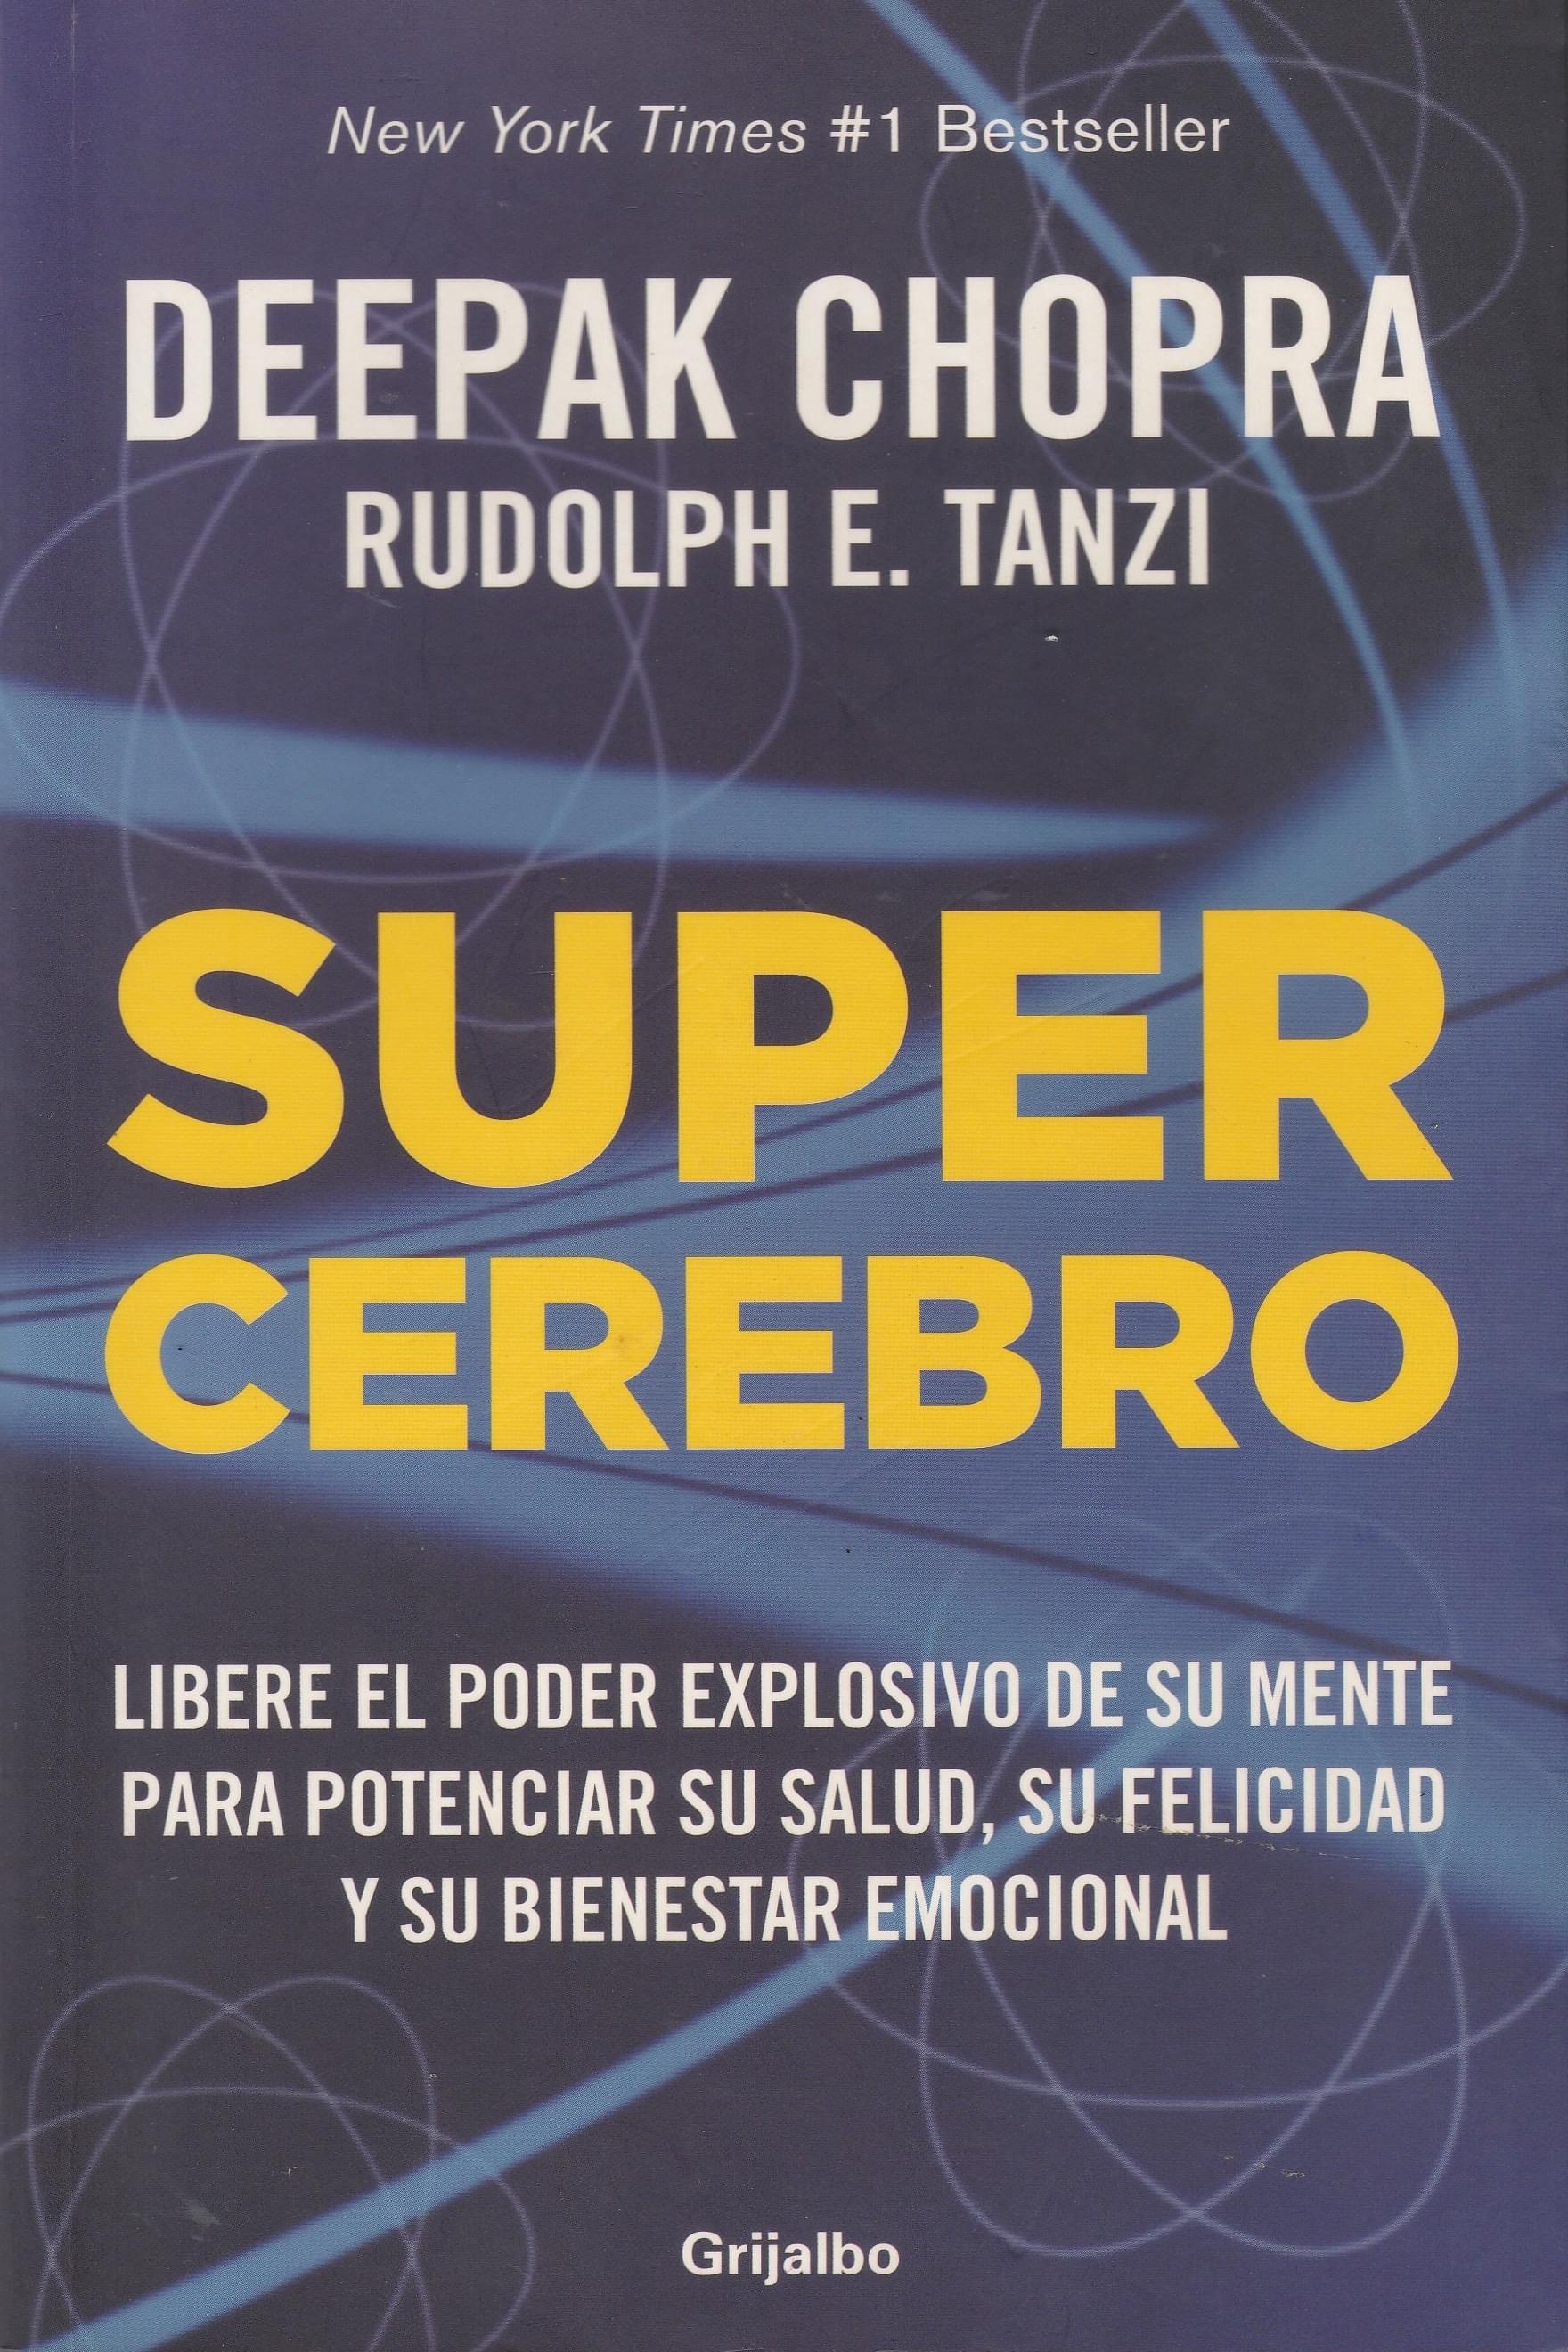 New York Times #1 Bestseller
DEEPAK CHOPRA
RUDOLPH E. TANZI
SUPER
CEREBRO
LIBERE EL PODER EXPLOSIVO DE SU MENTE
PARA POTENCIAR SU SALUD, SU FELICIDAD
Y SU BIENESTAR EMOCIONAL
Grijalbo